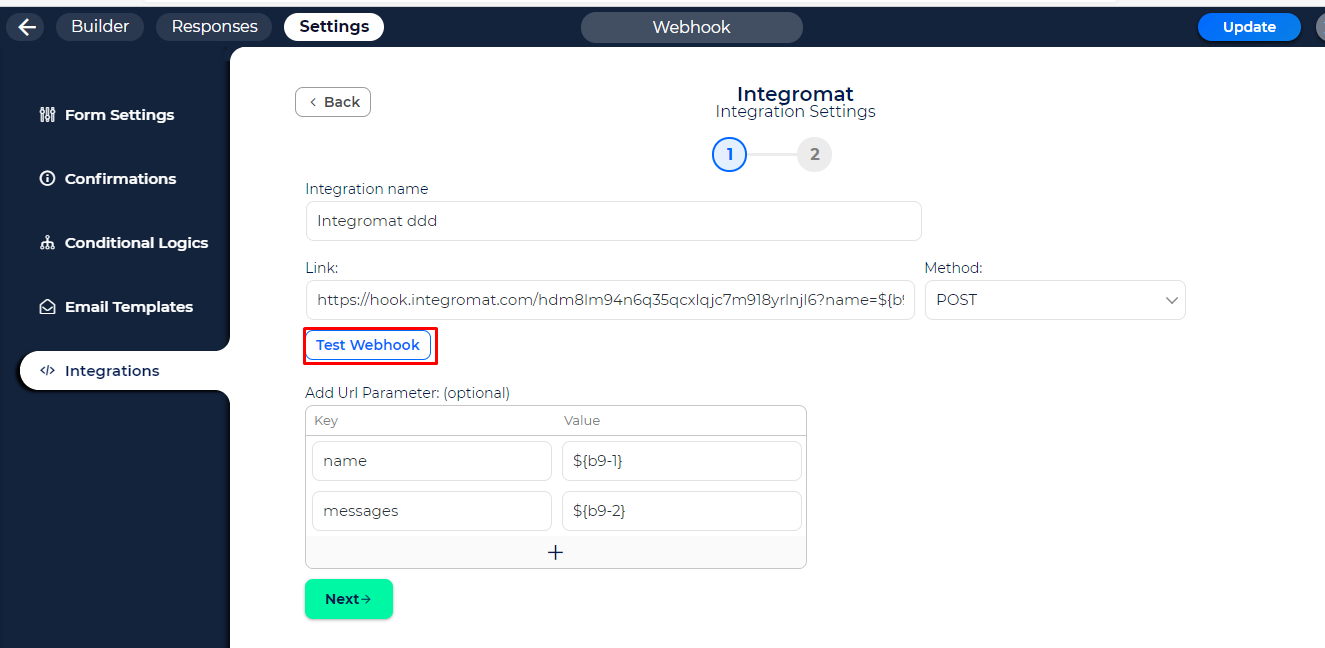 Builder Responses Settings Webhook Update
Form Settings
Confirmations
Conditional Logics
Email Templates
Integrations
Back
Integromat
Integration Settings
1 2
Integration name
Integromat ddd
Link: Method:
https://hook.integromat.com/hdm8lm94n6q35qcxlqjc7m918yrlnjl6?name=${b9 POST
Test Webhook
Add Url Parameter: (optional)
Key Value
name ${b9-1}
messages ${b9-2}
+
Next→